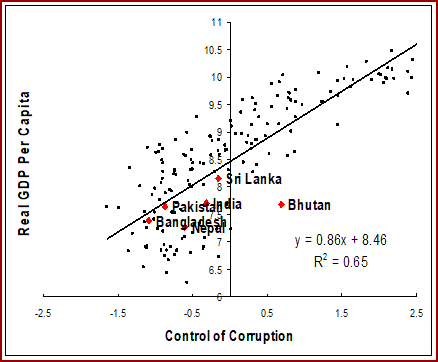 11
10.5
10
9.5
9
8.5
8
7.5
7
6.5
6
Real GDP Per Capita
Sri Lanka
Pakistan
India
Bhutan
Bangladesh
Nepal
y = 0.86x + 8.46
R² = 0.65
-2.5 -1.5 -0.5 0.5 1.5 2.5
Control of Corruption